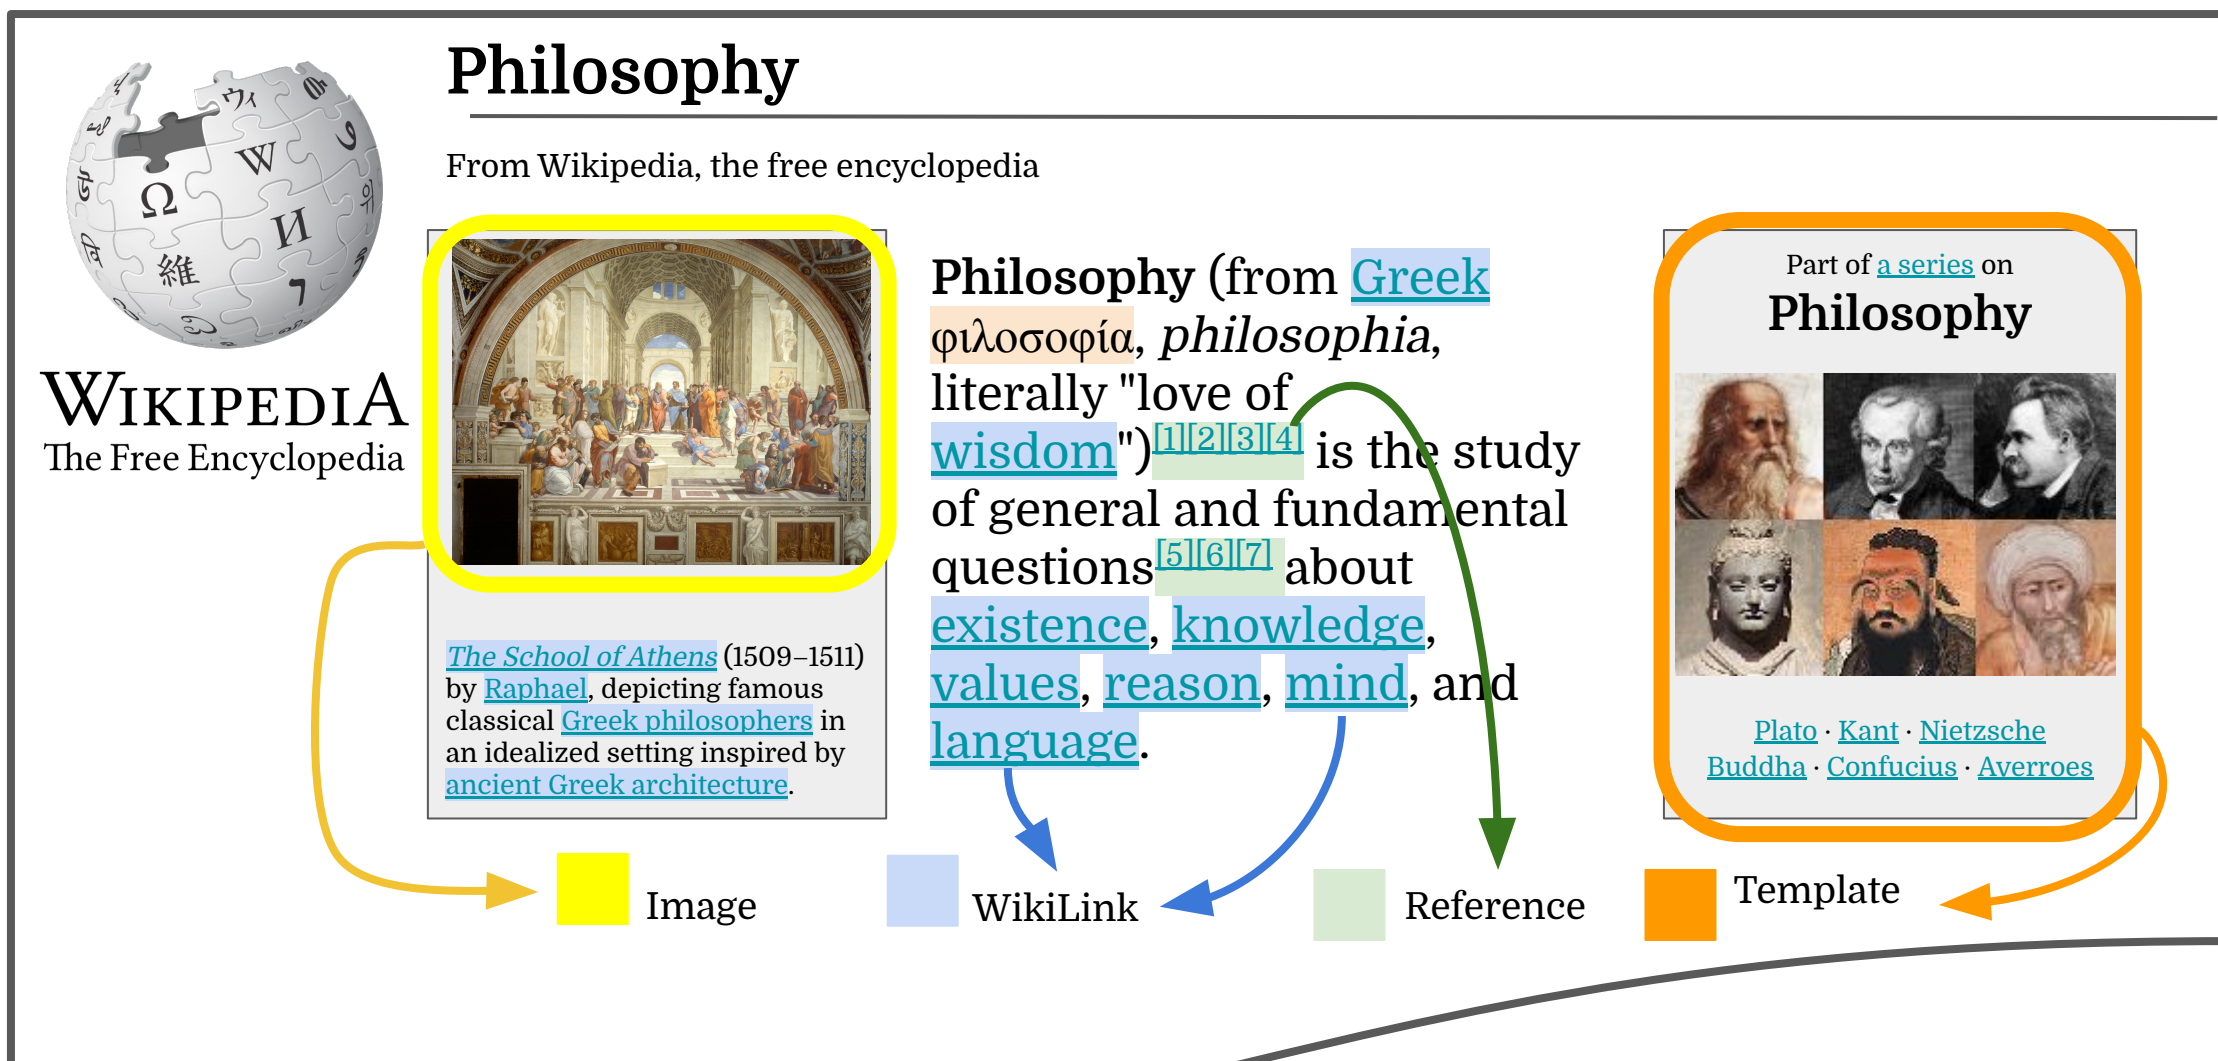 Philosophy
From Wikipedia, the free encyclopedia
WIKIPEDIA
The Free Encyclopedia
The School of Athens (1509–1511)
by Raphael, depicting famous
classical Greek philosophers in
an idealized setting inspired by
ancient Greek architecture.
Philosophy (from Greek
φιλοσοφία, philosophia,
literally "love of
wisdom")[1][2][3][4] is the study
of general and fundamental
questions[5][6][7] about
existence, knowledge,
values, reason, mind, and
language.
Part of a series on
Philosophy
Plato · Kant · Nietzsche
Buddha · Confucius · Averroes
Image
WikiLink
Reference
Template